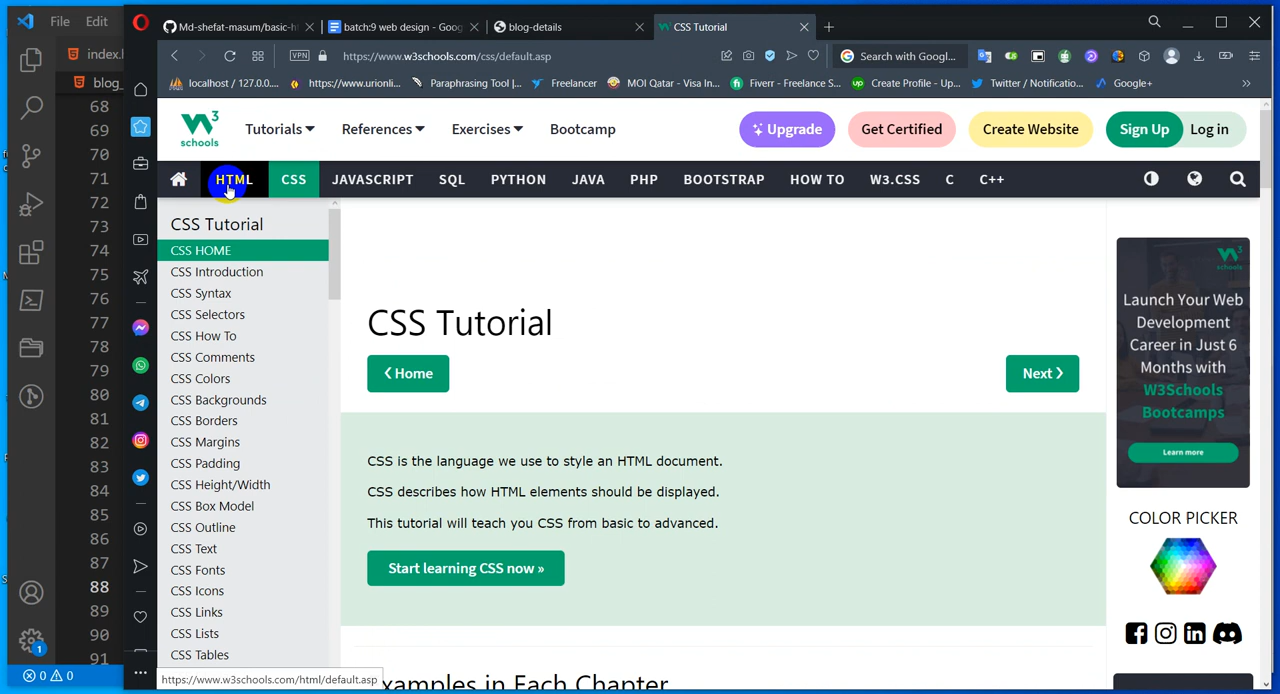 File Edit
Md-shefat-masum/basic-h
batch:9 web design - Goog
blog-details
CSS Tutorial
index.h
VPN
https://www.w3schools.com/css/default.asp
Search with Googl...
blog_
localhost / 127.0.0....
https://www.urionli...
Paraphrasing Tool |...
Freelancer
MOI Qatar - Visa In...
Fiverr - Freelance S...
Create Profile - Up...
Twitter / Notificatio...
Google+
»
68
69
70
71
72
73
74
75
76
77
78
79
80
81
82
83
84
85
86
87
88
89
90
91
W3
schools
Tutorials
References
Exercises
Bootcamp
Upgrade
Get Certified
Create Website
Sign Up
Log in
HTML
CSS
JAVASCRIPT
SQL
PYTHON
JAVA
PHP
BOOTSTRAP
HOW TO
W3.CSS
C
C++
CSS Tutorial
CSS HOME
CSS Introduction
CSS Syntax
CSS Selectors
CSS How To
CSS Comments
CSS Colors
CSS Backgrounds
CSS Borders
CSS Margins
CSS Padding
CSS Height/Width
CSS Box Model
CSS Outline
CSS Text
CSS Fonts
CSS Icons
CSS Links
CSS Lists
CSS Tables
CSS Tutorial
❮ Home
Next ❯
CSS is the language we use to style an HTML document.
CSS describes how HTML elements should be displayed.
This tutorial will teach you CSS from basic to advanced.
Start learning CSS now »
Examples in Each Chapter
W3
schools
Launch Your Web
Development
Career in Just 6
Months with
W3Schools
Bootcamps
Learn more
COLOR PICKER
1
0 0
https://www.w3schools.com/html/default.asp